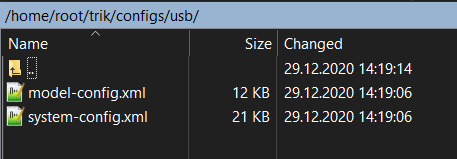 /home/root/trik/configs/usb/
Name Size Changed
.. 29.12.2020 14:19:14
model-config.xml 12 KB 29.12.2020 14:19:06
system-config.xml 21 KB 29.12.2020 14:19:06